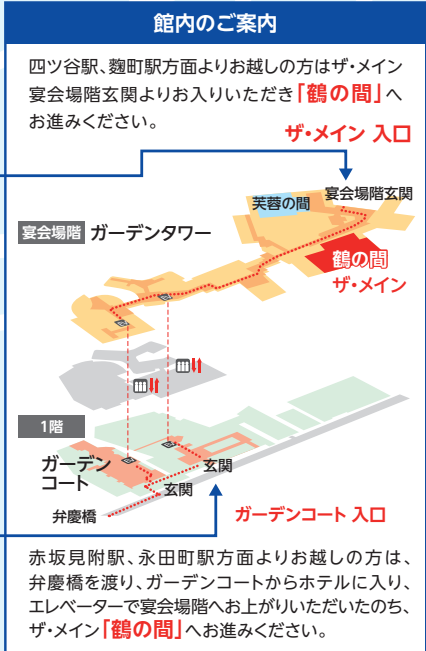 館内のご案内
四ツ谷駅、麴町駅方面よりお越しの方はザ・メイン
宴会場階玄関よりお入りいただき「鶴の間」へ
お進みください。
ザ・メイン 入口
芙蓉の間
宴会場階玄関
宴会場階 ガーデンタワー
鶴の間
ザ・メイン
1階
ガーデン
コート
玄関
玄関
弁慶橋
ガーデンコート 入口
赤坂見附駅、永田町駅方面よりお越しの方は、
弁慶橋を渡り、ガーデンコートからホテルに入り、
エレベーターで宴会場階へお上がりいただいたのち、
ザ・メイン「鶴の間」へお進みください。